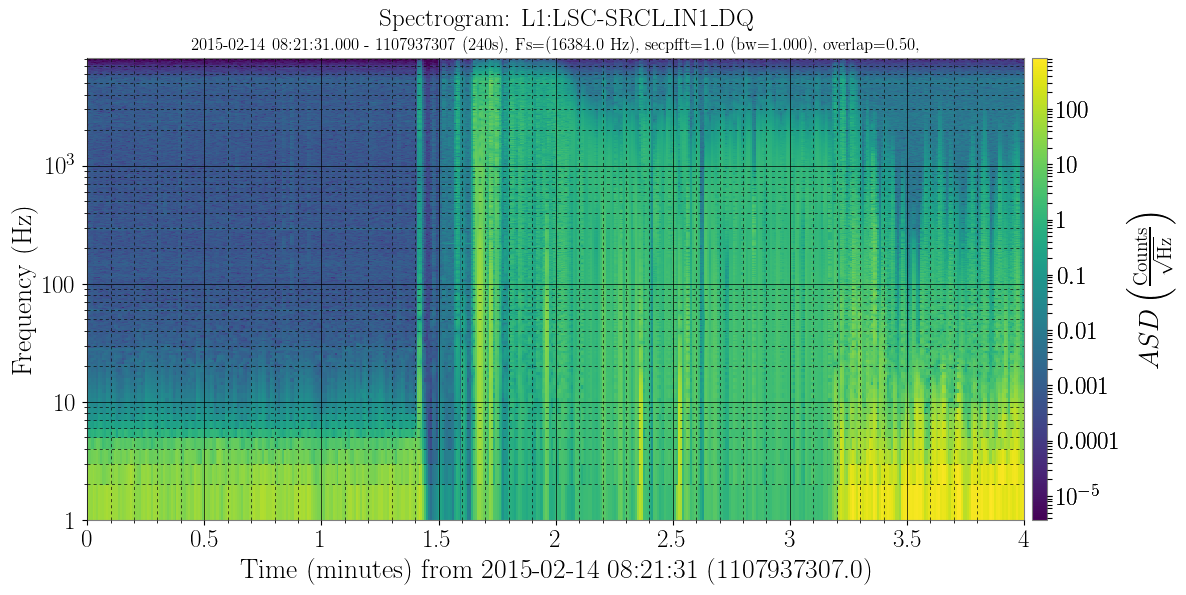 Spectrogram: L1:LSC-SRCL_IN1_DQ
2015-02-14 08:21:31.000 - 1107937307 (240s), Fs=(16384.0 Hz), secpfft=1.0 (bw=1.000), overlap=0.50,
Frequency (Hz)
10³
100
10
1
0 0.5 1 1.5 2 2.5 3 3.5 4
Time (minutes) from 2015-02-14 08:21:31 (1107937307.0)
100
10
1
0.1
0.01
0.001
0.0001
10⁻⁵
ASD (Counts/√Hz)